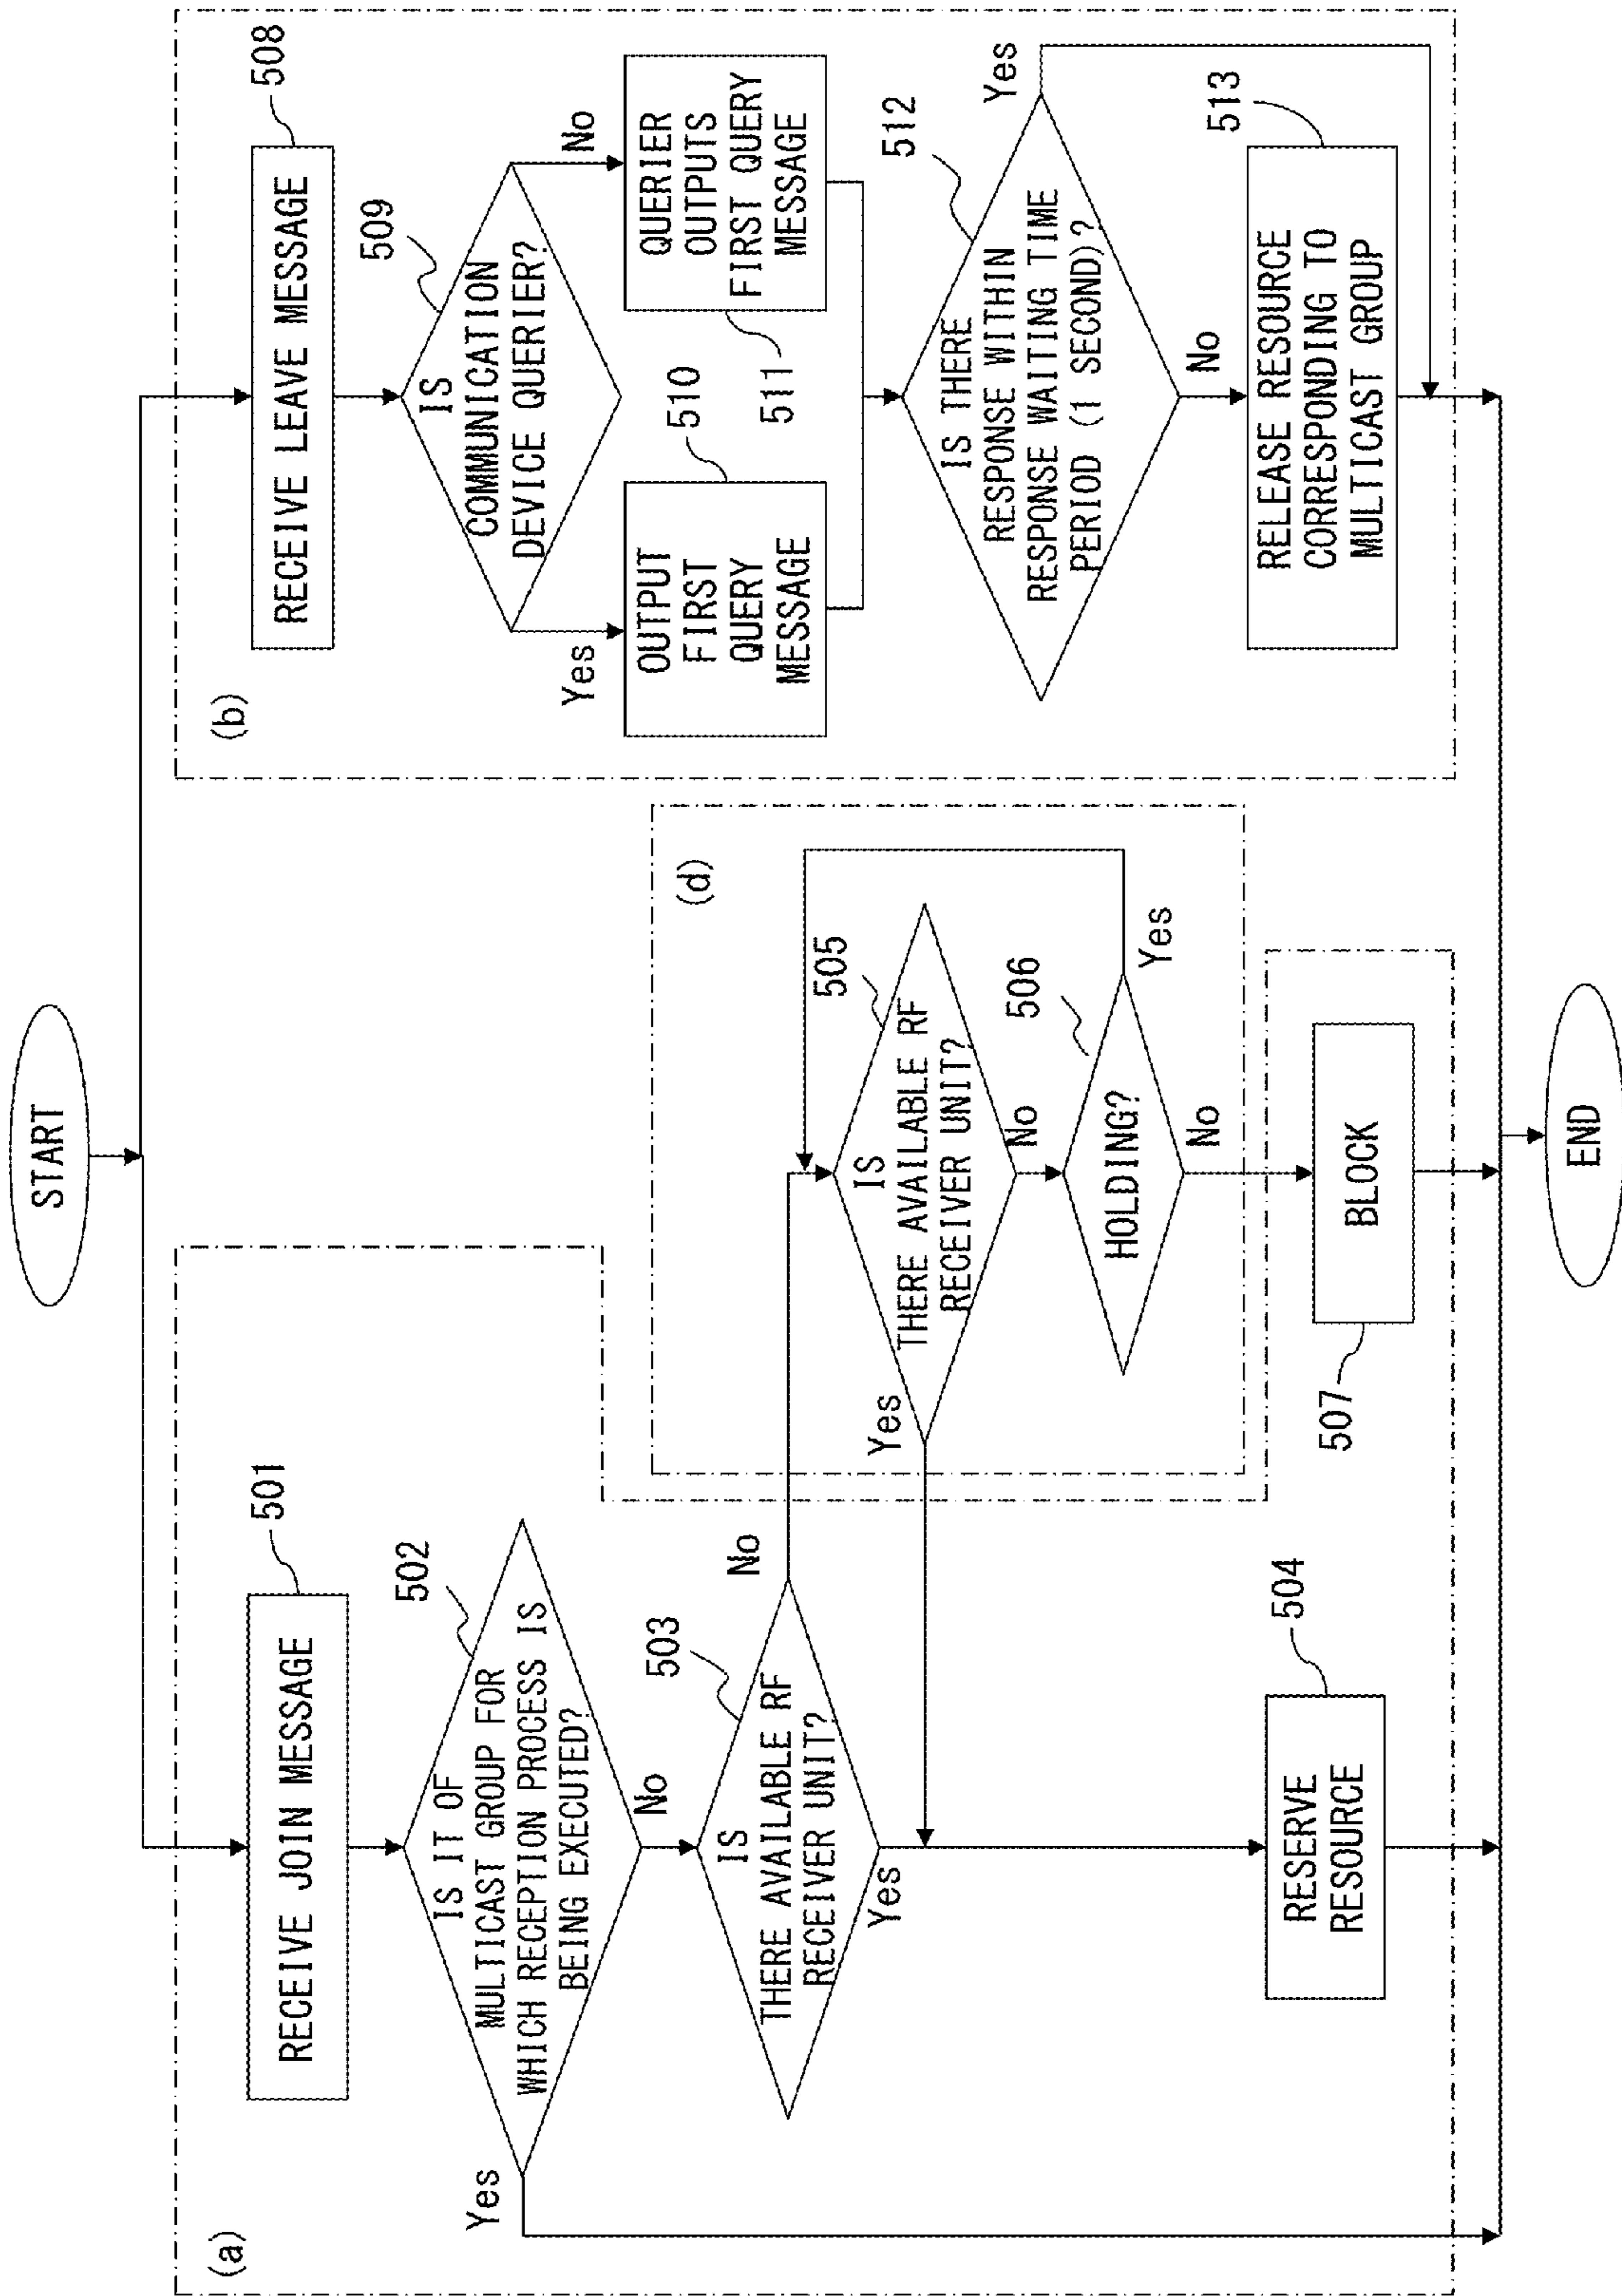 START
(a)
RECEIVE JOIN MESSAGE
501
IS IT OF
MULTICAST GROUP FOR
WHICH RECEPTION PROCESS IS
BEING EXECUTED?
502
Yes
No
IS
THERE AVAILABLE RF
RECEIVER UNIT?
503
No
Yes
RESERVE
RESOURCE
504
(d)
IS
THERE AVAILABLE RF
RECEIVER UNIT?
505
Yes
No
HOLDING?
506
Yes
No
BLOCK
507
(b)
RECEIVE LEAVE MESSAGE
508
IS
COMMUNICATION
DEVICE QUERIER?
509
Yes
No
OUTPUT
FIRST
QUERY
MESSAGE
510
QUERIER
OUTPUTS
FIRST QUERY
MESSAGE
511
IS THERE
RESPONSE WITHIN
RESPONSE WAITING TIME
PERIOD (1 SECOND)?
512
Yes
No
RELEASE RESOURCE
CORRESPONDING TO
MULTICAST GROUP
513
END